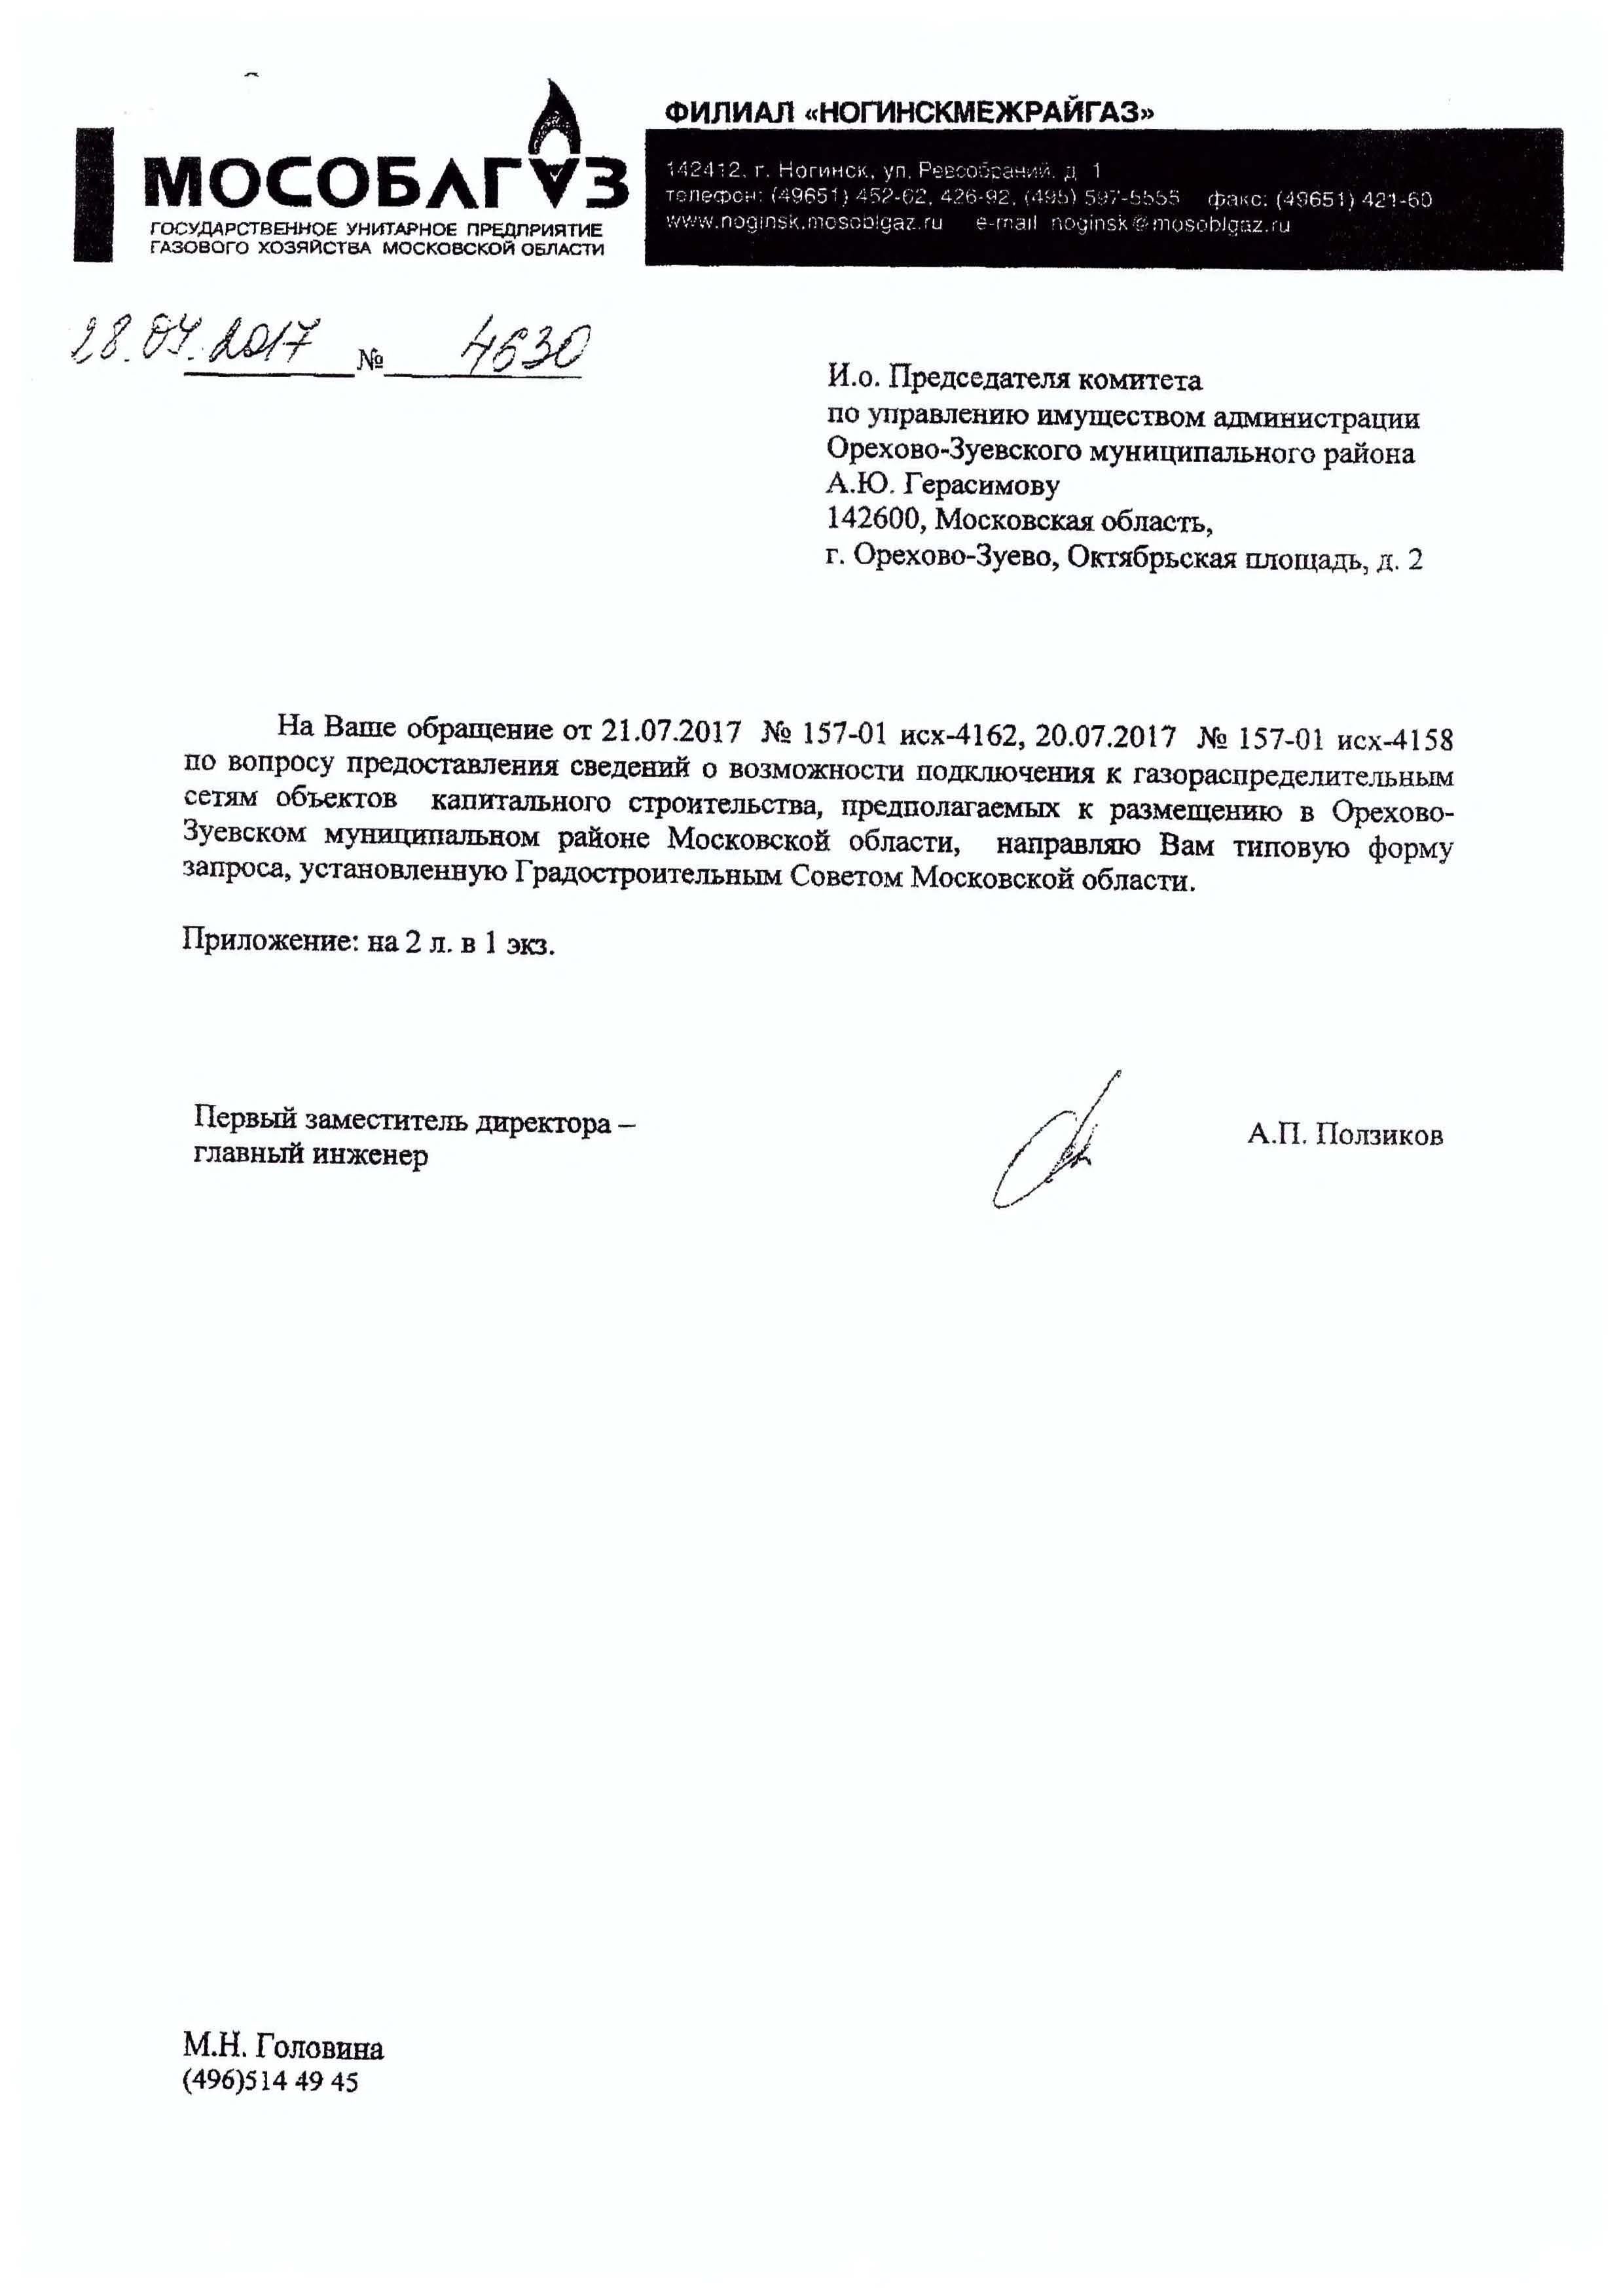 МОСОБЛГАЗ
ГОСУДАРСТВЕННОЕ УНИТАРНОЕ ПРЕДПРИЯТИЕ
ГАЗОВОГО ХОЗЯЙСТВА МОСКОВСКОЙ ОБЛАСТИ
ФИЛИАЛ «НОГИНСКМЕЖРАЙГАЗ»
142412, г. Ногинск, ул. Ревсобраний, д. 1
телефон: (49651) 452-62, 426-92, (495) 597-5555 факс: (49651) 421-60
www.noginsk.mosoblgaz.ru e-mail noginsk@mosoblgaz.ru
28.07.2017 № 4630
И.о. Председателя комитета
по управлению имуществом администрации
Орехово-Зуевского муниципального района
А.Ю. Герасимову
142600, Московская область,
г. Орехово-Зуево, Октябрьская площадь, д. 2
На Ваше обращение от 21.07.2017 № 157-01 исх-4162, 20.07.2017 № 157-01 исх-4158
по вопросу предоставления сведений о возможности подключения к газораспределительным
сетям объектов капитального строительства, предполагаемых к размещению в Орехово-
Зуевском муниципальном районе Московской области, направляю Вам типовую форму
запроса, установленную Градостроительным Советом Московской области.
Приложение: на 2 л. в 1 экз.
Первый заместитель директора –
главный инженер
А.П. Ползиков
М.Н. Головина
(496)514 49 45